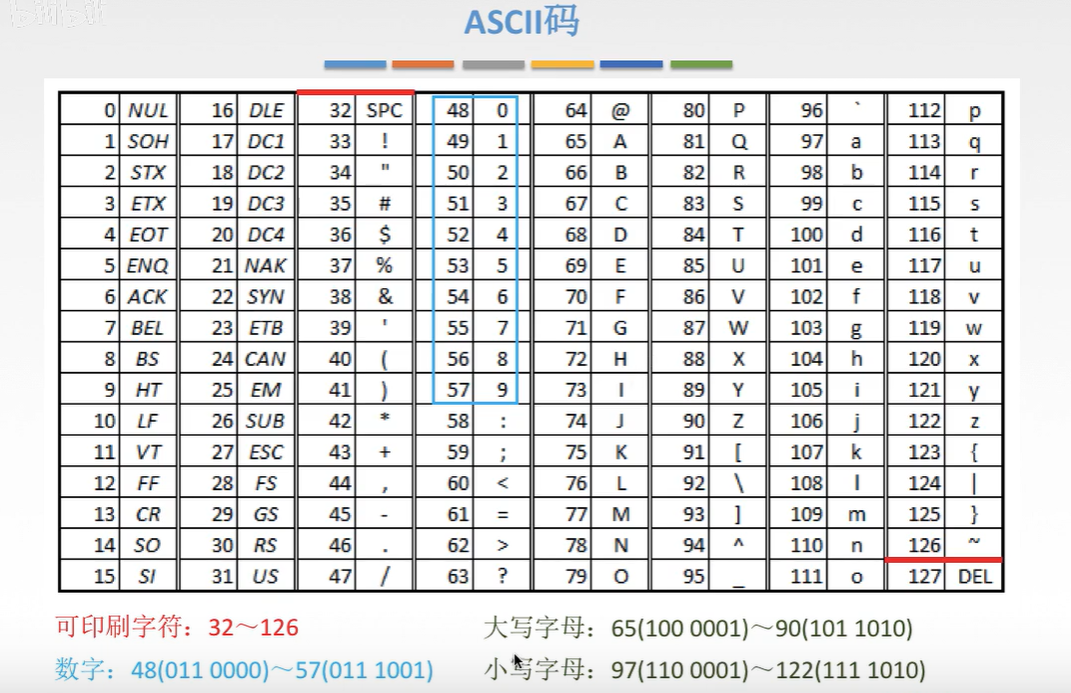 bilibili
ASCII码
0 NUL 16 DLE 32 SPC 48 0 64 @ 80 P 96 ` 112 p
1 SOH 17 DC1 33 ! 49 1 65 A 81 Q 97 a 113 q
2 STX 18 DC2 34 " 50 2 66 B 82 R 98 b 114 r
3 ETX 19 DC3 35 # 51 3 67 C 83 S 99 c 115 s
4 EOT 20 DC4 36 $ 52 4 68 D 84 T 100 d 116 t
5 ENQ 21 NAK 37 % 53 5 69 E 85 U 101 e 117 u
6 ACK 22 SYN 38 & 54 6 70 F 86 V 102 f 118 v
7 BEL 23 ETB 39 ' 55 7 71 G 87 W 103 g 119 w
8 BS 24 CAN 40 ( 56 8 72 H 88 X 104 h 120 x
9 HT 25 EM 41 ) 57 9 73 I 89 Y 105 i 121 y
10 LF 26 SUB 42 * 58 : 74 J 90 Z 106 j 122 z
11 VT 27 ESC 43 + 59 ; 75 K 91 [ 107 k 123 {
12 FF 28 FS 44 , 60 < 76 L 92 \ 108 l 124 |
13 CR 29 GS 45 - 61 = 77 M 93 ] 109 m 125 }
14 SO 30 RS 46 . 62 > 78 N 94 ^ 110 n 126 ~
15 SI 31 US 47 / 63 ? 79 O 95 _ 111 o 127 DEL
可印刷字符：32～126
大写字母：65(100 0001)～90(101 1010)
数字：48(011 0000)～57(011 1001)
小写字母：97(110 0001)～122(111 1010)